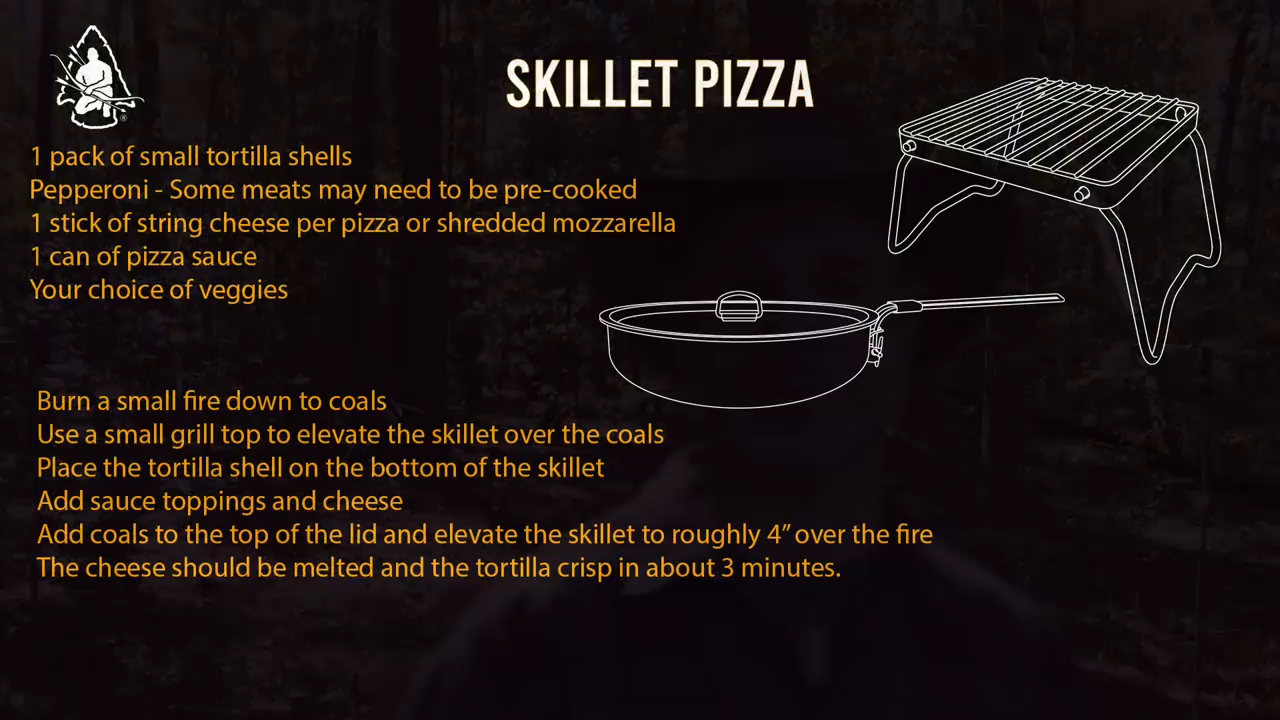 SKILLET PIZZA
1 pack of small tortilla shells
Pepperoni - Some meats may need to be pre-cooked
1 stick of string cheese per pizza or shredded mozzarella
1 can of pizza sauce
Your choice of veggies
Burn a small fire down to coals
Use a small grill top to elevate the skillet over the coals
Place the tortilla shell on the bottom of the skillet
Add sauce toppings and cheese
Add coals to the top of the lid and elevate the skillet to roughly 4” over the fire
The cheese should be melted and the tortilla crisp in about 3 minutes.